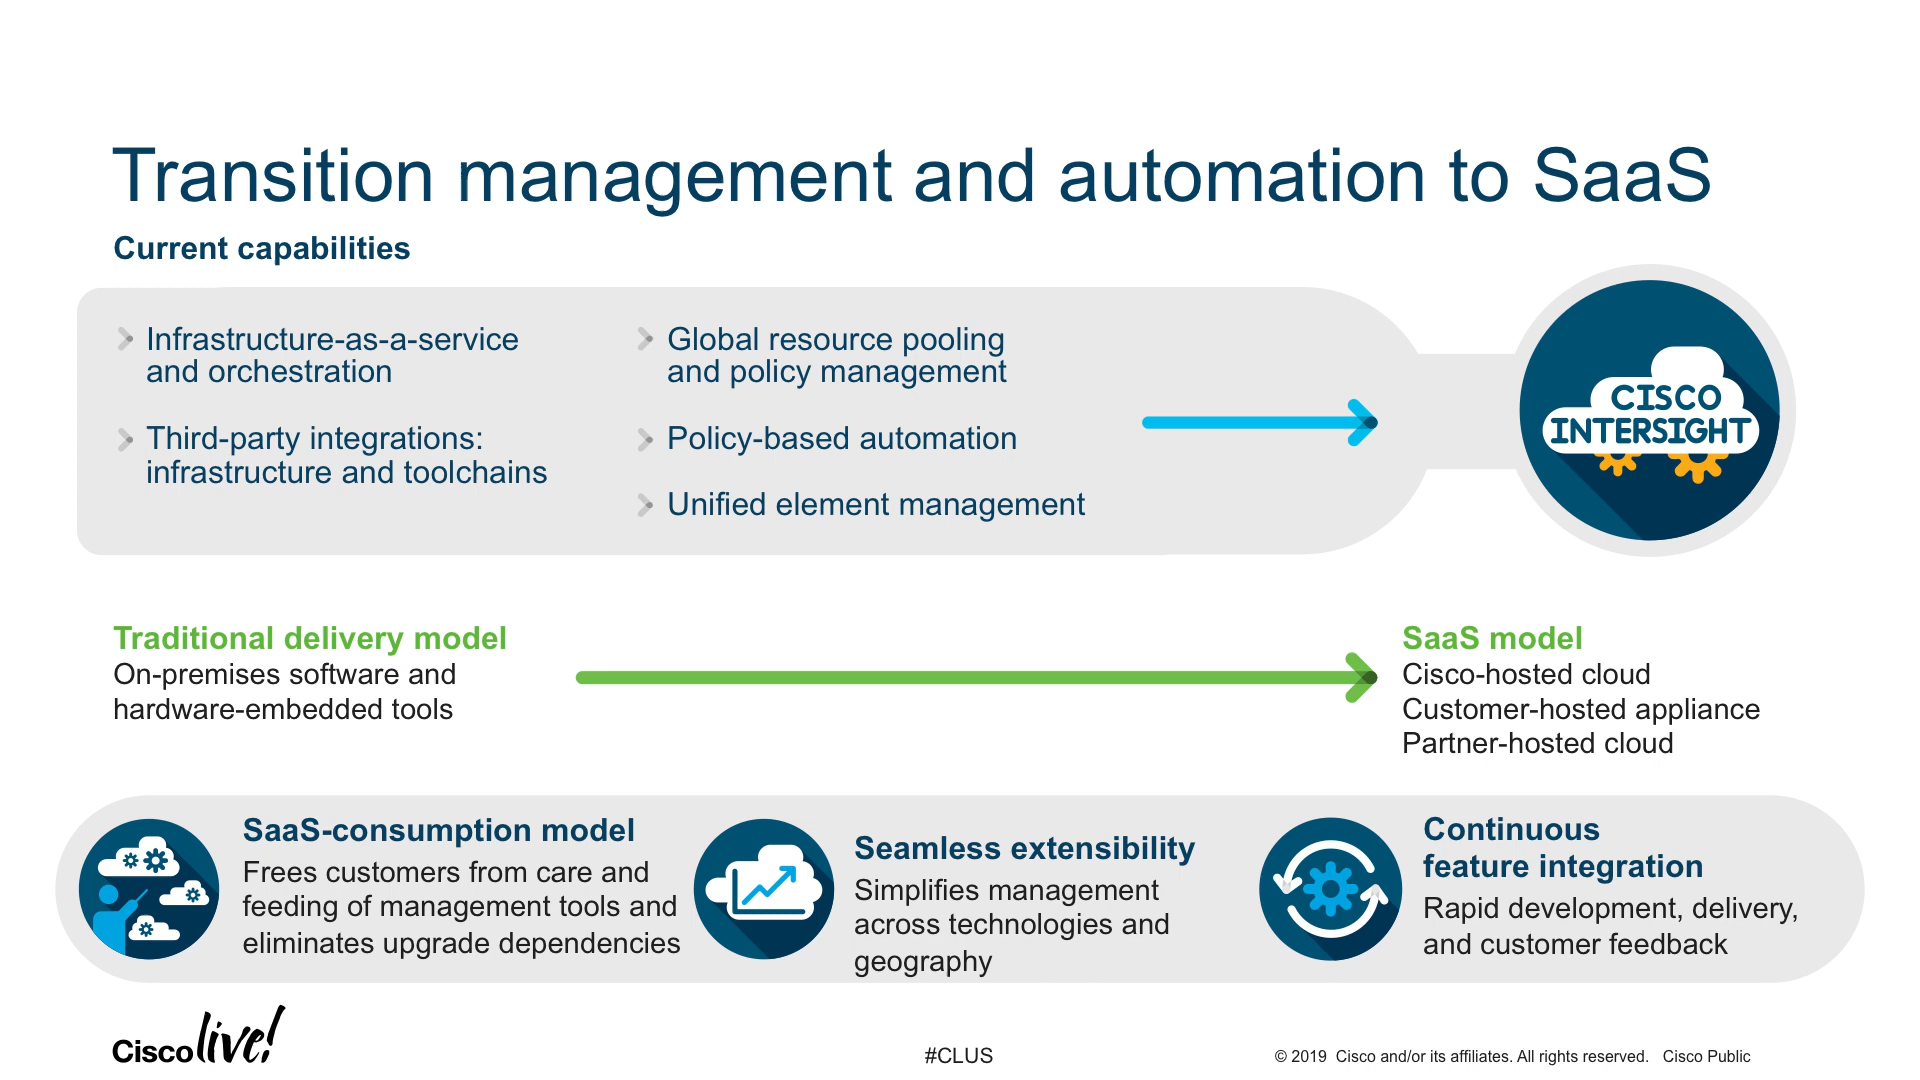 Transition management and automation to SaaS
Current capabilities
Infrastructure-as-a-service
and orchestration
Third-party integrations:
infrastructure and toolchains
Global resource pooling
and policy management
Policy-based automation
Unified element management
CISCO
INTERSIGHT
Traditional delivery model
On-premises software and
hardware-embedded tools
SaaS model
Cisco-hosted cloud
Customer-hosted appliance
Partner-hosted cloud
SaaS-consumption model
Frees customers from care and
feeding of management tools and
eliminates upgrade dependencies
Seamless extensibility
Simplifies management
across technologies and
geography
Continuous
feature integration
Rapid development, delivery,
and customer feedback
Cisco live!
#CLUS
© 2019 Cisco and/or its affiliates. All rights reserved. Cisco Public